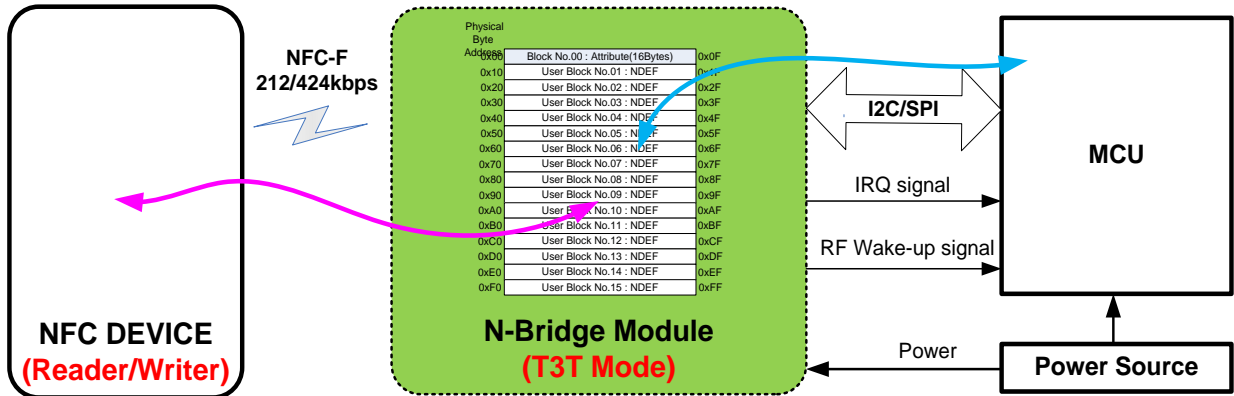 NFC-F
212/424kbps
NFC DEVICE
(Reader/Writer)
Physical
Byte
Address
0x00 Block No.00 : Attribute(16Bytes) 0x0F
0x10 User Block No.01 : NDEF 0x1F
0x20 User Block No.02 : NDEF 0x2F
0x30 User Block No.03 : NDEF 0x3F
0x40 User Block No.04 : NDEF 0x4F
0x50 User Block No.05 : NDEF 0x5F
0x60 User Block No.06 : NDEF 0x6F
0x70 User Block No.07 : NDEF 0x7F
0x80 User Block No.08 : NDEF 0x8F
0x90 User Block No.09 : NDEF 0x9F
0xA0 User Block No.10 : NDEF 0xAF
0xB0 User Block No.11 : NDEF 0xBF
0xC0 User Block No.12 : NDEF 0xCF
0xD0 User Block No.13 : NDEF 0xDF
0xE0 User Block No.14 : NDEF 0xEF
0xF0 User Block No.15 : NDEF 0xFF
N-Bridge Module
(T3T Mode)
I2C/SPI
IRQ signal
RF Wake-up signal
Power
MCU
Power Source